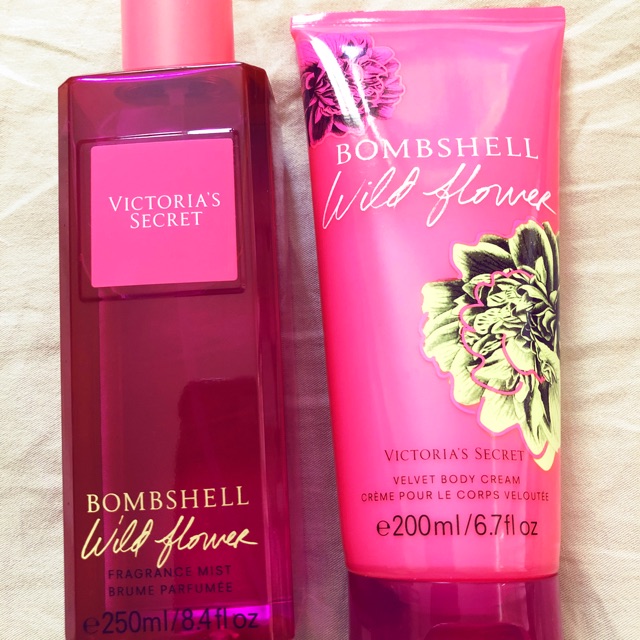 VICTORIA'S
SECRET
BOMBSHELL
Wild flower
FRAGRANCE MIST
BRUME PARFUMÉE
e250ml/8.4fl oz
BOMBSHELL
Wild flower
VICTORIA'S SECRET
VELVET BODY CREAM
CRÈME POUR LE CORPS VELOUTÉE
e200ml/6.7fl oz